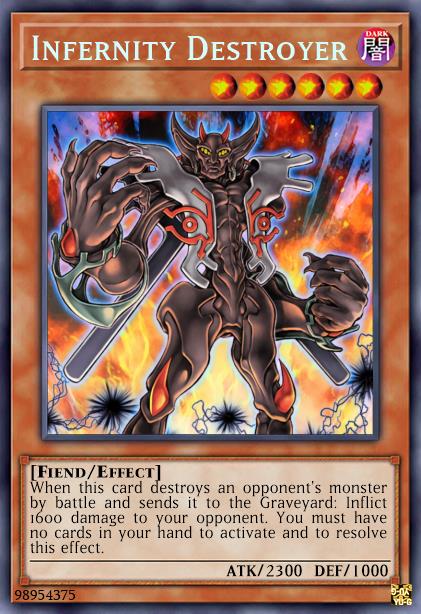 Infernity Destroyer
DARK
闇
[Fiend/Effect]
When this card destroys an opponent's monster
by battle and sends it to the Graveyard: Inflict
1600 damage to your opponent. You must have
no cards in your hand to activate and to resolve
this effect.
ATK/2300 DEF/1000
98954375